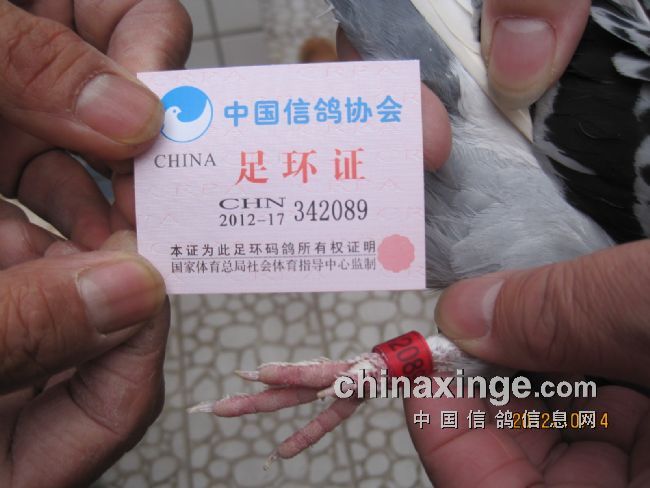 中国信鸽协会
CHINA
足环证
CHN
2012-17 342089
本证为此足环码鸽所有权证明
国家体育总局社会体育指导中心监制
208
chinaxinge.com
中国信鸽信息网